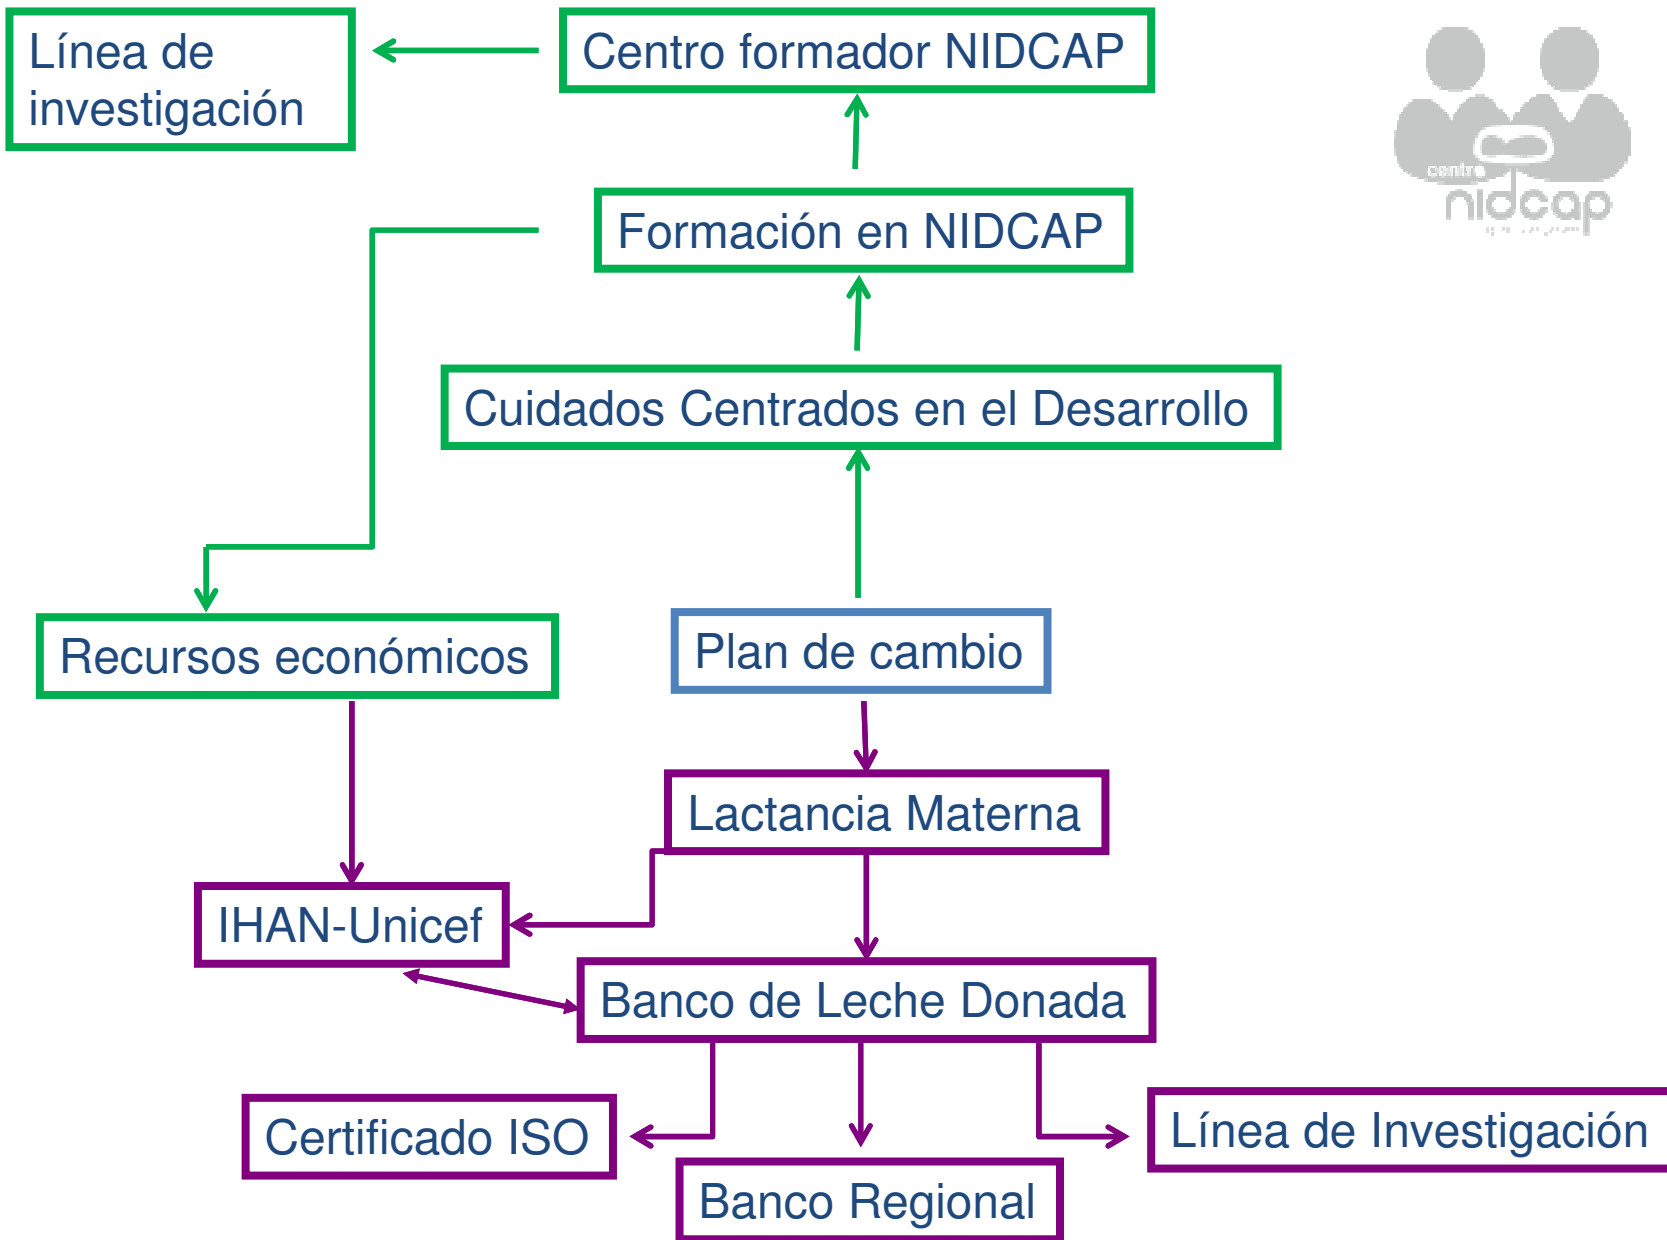 Línea de
investigación
Centro formador NIDCAP
centro
nidcap
Formación en NIDCAP
Cuidados Centrados en el Desarrollo
Recursos económicos
Plan de cambio
Lactancia Materna
IHAN-Unicef
Banco de Leche Donada
Certificado ISO
Línea de Investigación
Banco Regional